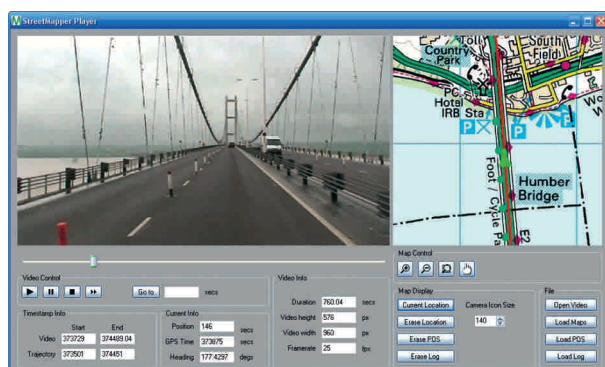 StreetMapper Player
Country
Park
South
Field
PC
Hotel
IRB Sta
P
P
P
Foot / Cycle Pa
Humber
Bridge
Map Control
Video Control
Go to
secs
Video Info
Duration 760.04 secs
Video height 576 px
Video width 960 px
Framerate 25 fps
Timestamp Info
Start End
Video 373729 374489.04
Trajectory 373501 374451
Current Info
Position 146 secs
GPS Time 373875 secs
Heading 177.4297 degs
Map Display
Current Location
Erase Location
Erase POS
Erase Log
Camera Icon Size
140
File
Open Video
Load Maps
Load POS
Load Log